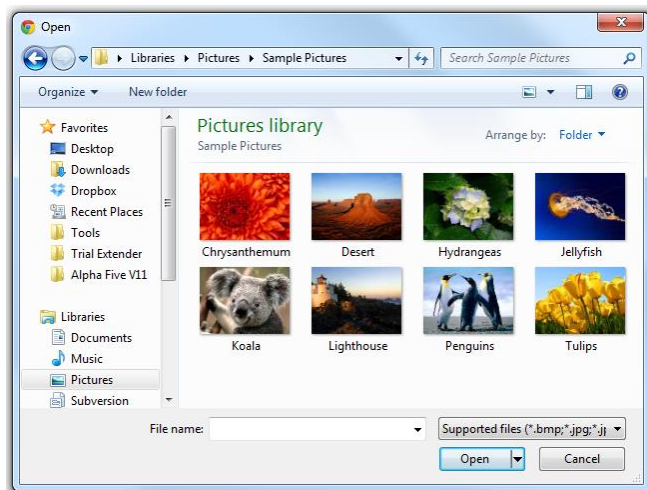 Open
Libraries
Pictures
Sample Pictures
Search Sample Pictures
Organize
New folder
Favorites
Desktop
Downloads
Dropbox
Recent Places
Tools
Trial Extender
Alpha Five V11
Libraries
Documents
Music
Pictures
Subversion
Pictures library
Sample Pictures
Arrange by: Folder
Chrysanthemum
Desert
Hydrangeas
Jellyfish
Koala
Lighthouse
Penguins
Tulips
File name:
Supported files (*.bmp;*.jpg;*.jp
Open
Cancel